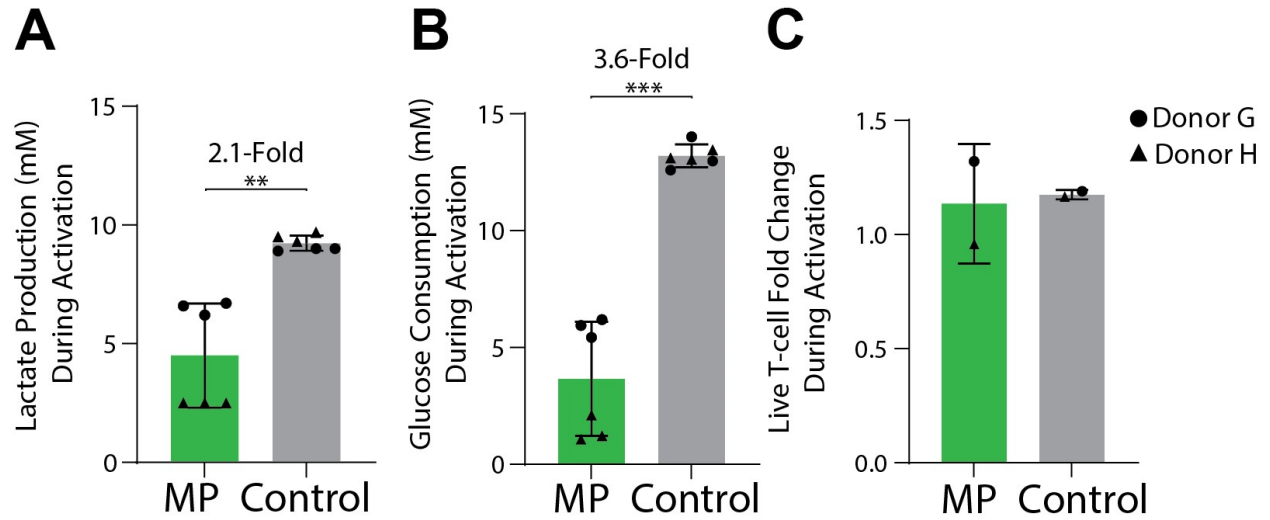 A
Lactate Production (mM)
During Activation
15
10
5
0
2.1-Fold
**
MP
Control
B
Glucose Consumption (mM)
During Activation
15
10
5
0
3.6-Fold
***
MP
Control
C
Live T-cell Fold Change
During Activation
1.5
1.0
0.5
0.0
MP
Control
Donor G
Donor H